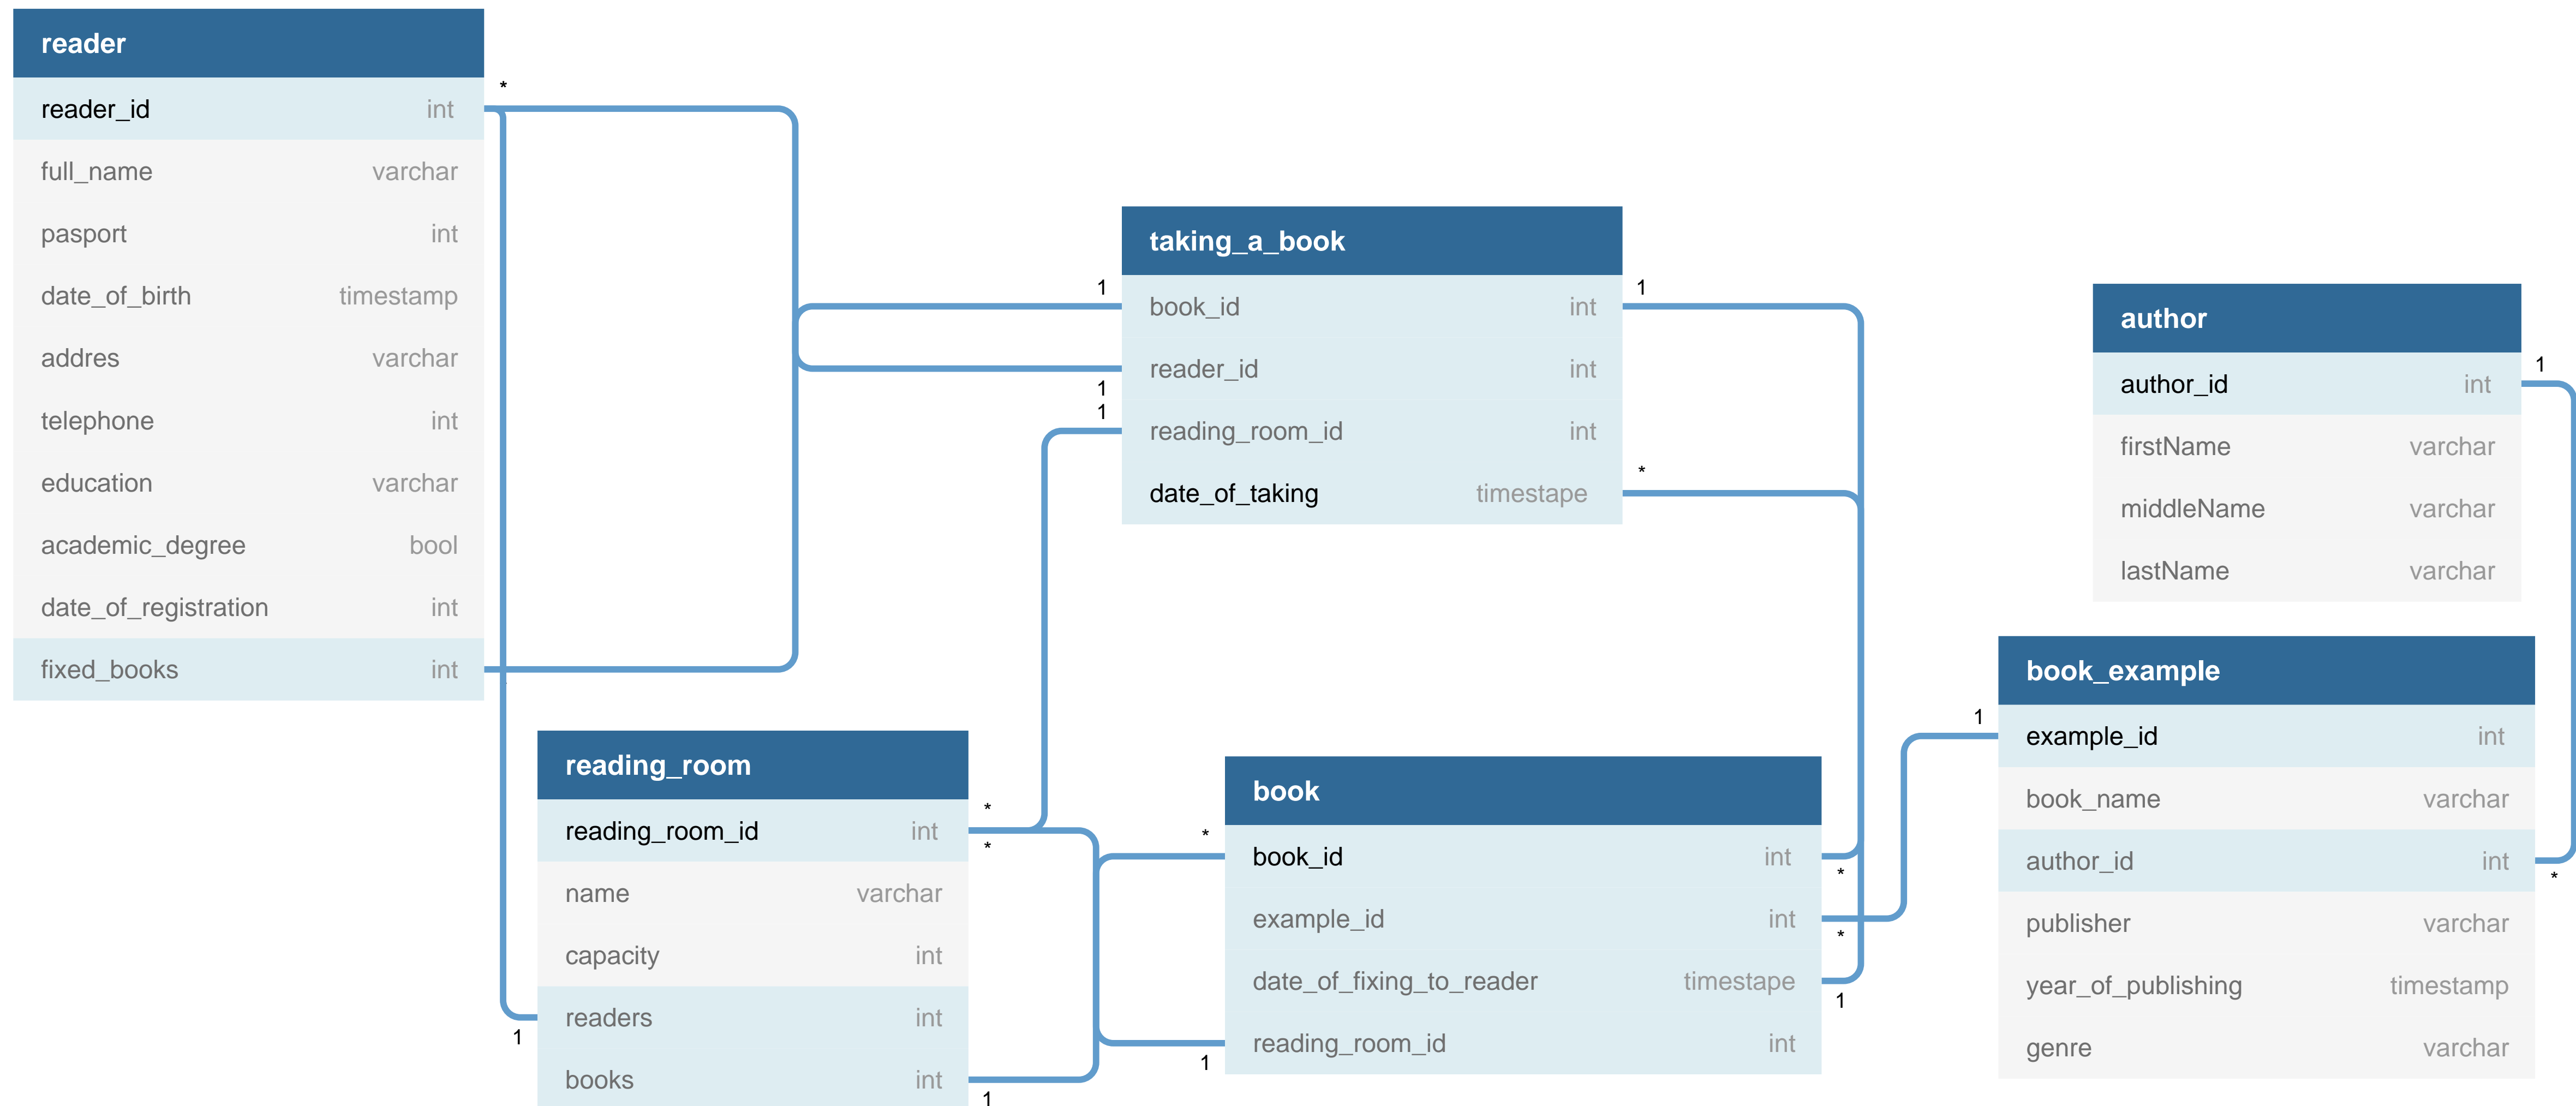 reader
reader_id int
full_name varchar
pasport int
date_of_birth timestamp
addres varchar
telephone int
education varchar
academic_degree bool
date_of_registration int
fixed_books int
*
1
taking_a_book
book_id int
reader_id int
reading_room_id int
date_of_taking timestape
1
1
1
1
*
author
author_id int
firstName varchar
middleName varchar
lastName varchar
1
reading_room
reading_room_id int
name varchar
capacity int
readers int
books int
*
*
1
book
book_id int
example_id int
date_of_fixing_to_reader timestape
reading_room_id int
*
1
*
*
1
book_example
example_id int
book_name varchar
author_id int
publisher varchar
year_of_publishing timestamp
genre varchar
1
*